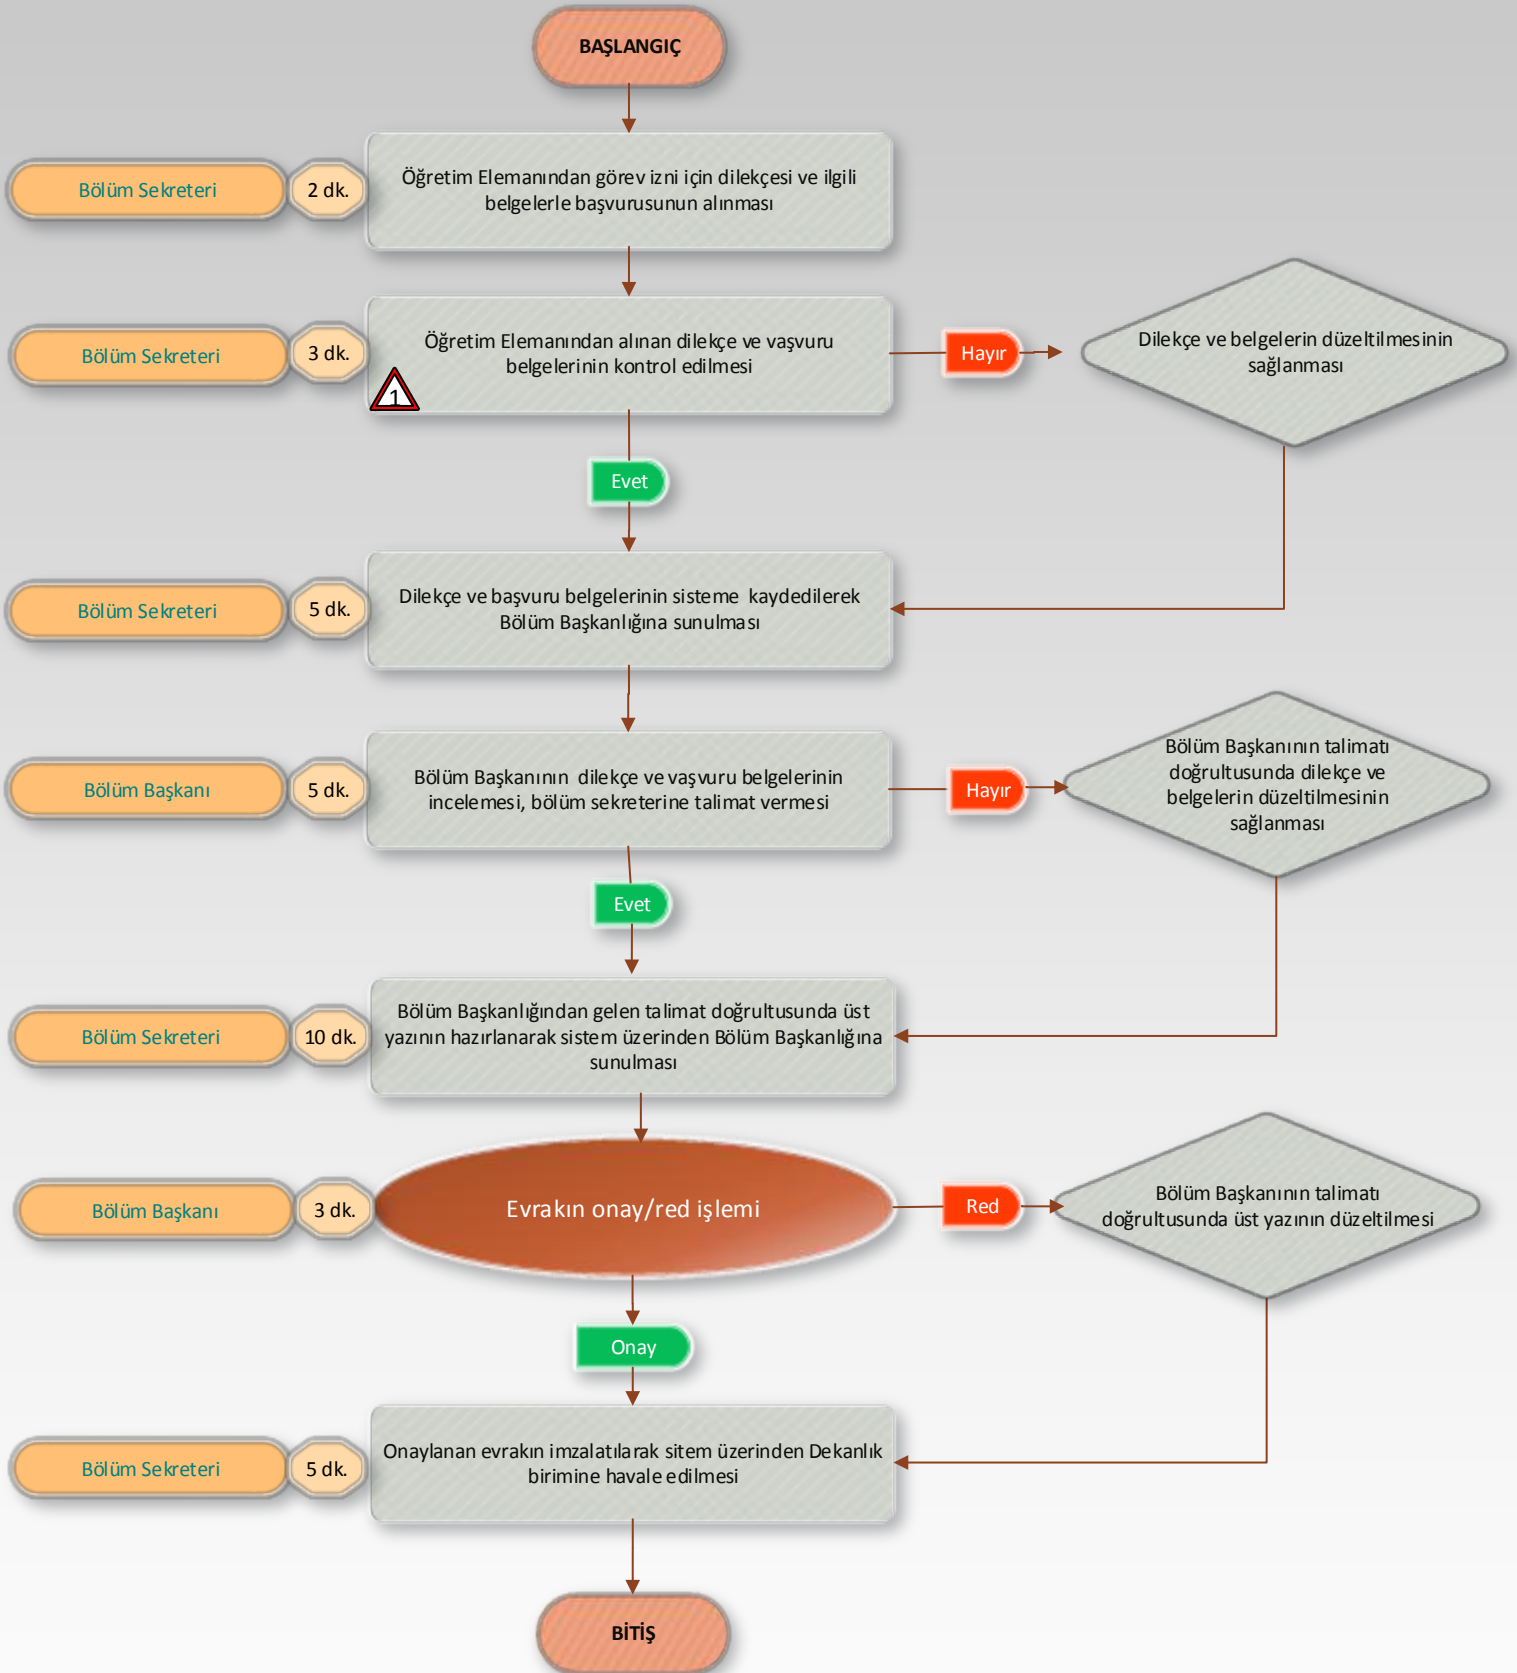 BAŞLANGIÇ
Bölüm Sekreteri
2 dk.
Öğretim Elemanından görev izni için dilekçesi ve ilgili
belgelerle başvurusunun alınması
Bölüm Sekreteri
3 dk.
Öğretim Elemanından alınan dilekçe ve vaşvuru
belgelerinin kontrol edilmesi
1
Hayır
Dilekçe ve belgelerin düzeltilmesinin
sağlanması
Evet
Bölüm Sekreteri
5 dk.
Dilekçe ve başvuru belgelerinin sisteme kaydedilerek
Bölüm Başkanlığına sunulması
Bölüm Başkanı
5 dk.
Bölüm Başkanının dilekçe ve vaşvuru belgelerinin
incelemesi, bölüm sekreterine talimat vermesi
Hayır
Bölüm Başkanının talimatı
doğrultusunda dilekçe ve
belgelerin düzeltilmesinin
sağlanması
Evet
Bölüm Sekreteri
10 dk.
Bölüm Başkanlığından gelen talimat doğrultusunda üst
yazının hazırlanarak sistem üzerinden Bölüm Başkanlığına
sunulması
Bölüm Başkanı
3 dk.
Evrakın onay/red işlemi
Red
Bölüm Başkanının talimatı
doğrultusunda üst yazının düzeltilmesi
Onay
Bölüm Sekreteri
5 dk.
Onaylanan evrakın imzalatılarak sitem üzerinden Dekanlık
birimine havale edilmesi
BİTİŞ